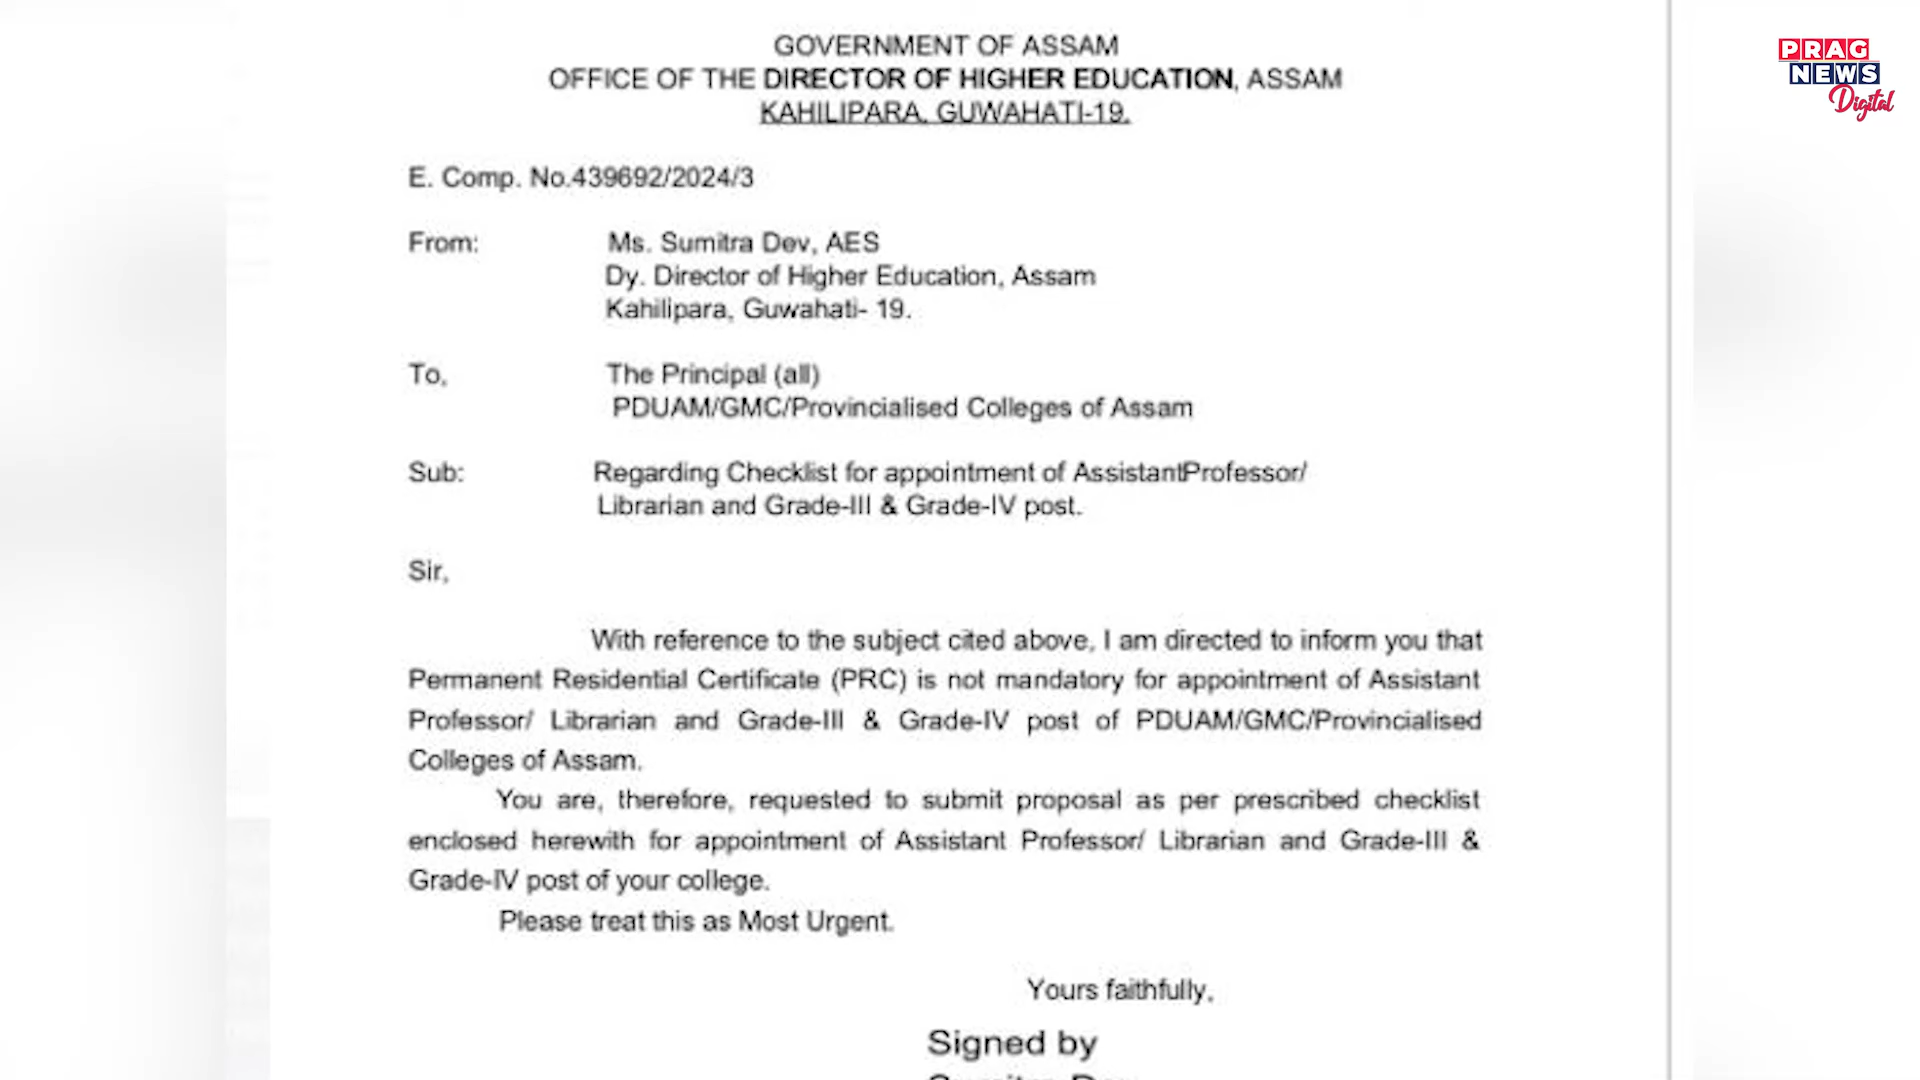 GOVERNMENT OF ASSAM
OFFICE OF THE DIRECTOR OF HIGHER EDUCATION, ASSAM
KAHILIPARA, GUWAHATI-19.
PRAG
NEWS
Digital
E. Comp. No.439692/2024/3
From: Ms. Sumitra Dev, AES
Dy. Director of Higher Education, Assam
Kahilipara, Guwahati- 19.
To, The Principal (all)
PDUAM/GMC/Provincialised Colleges of Assam
Sub: Regarding Checklist for appointment of AssistantProfessor/
Librarian and Grade-III & Grade-IV post.
Sir,
With reference to the subject cited above, I am directed to inform you that
Permanent Residential Certificate (PRC) is not mandatory for appointment of Assistant
Professor/ Librarian and Grade-III & Grade-IV post of PDUAM/GMC/Provincialised
Colleges of Assam.
You are, therefore, requested to submit proposal as per prescribed checklist
enclosed herewith for appointment of Assistant Professor/ Librarian and Grade-III &
Grade-IV post of your college.
Please treat this as Most Urgent.
Yours faithfully,
Signed by
Sumitra Dev